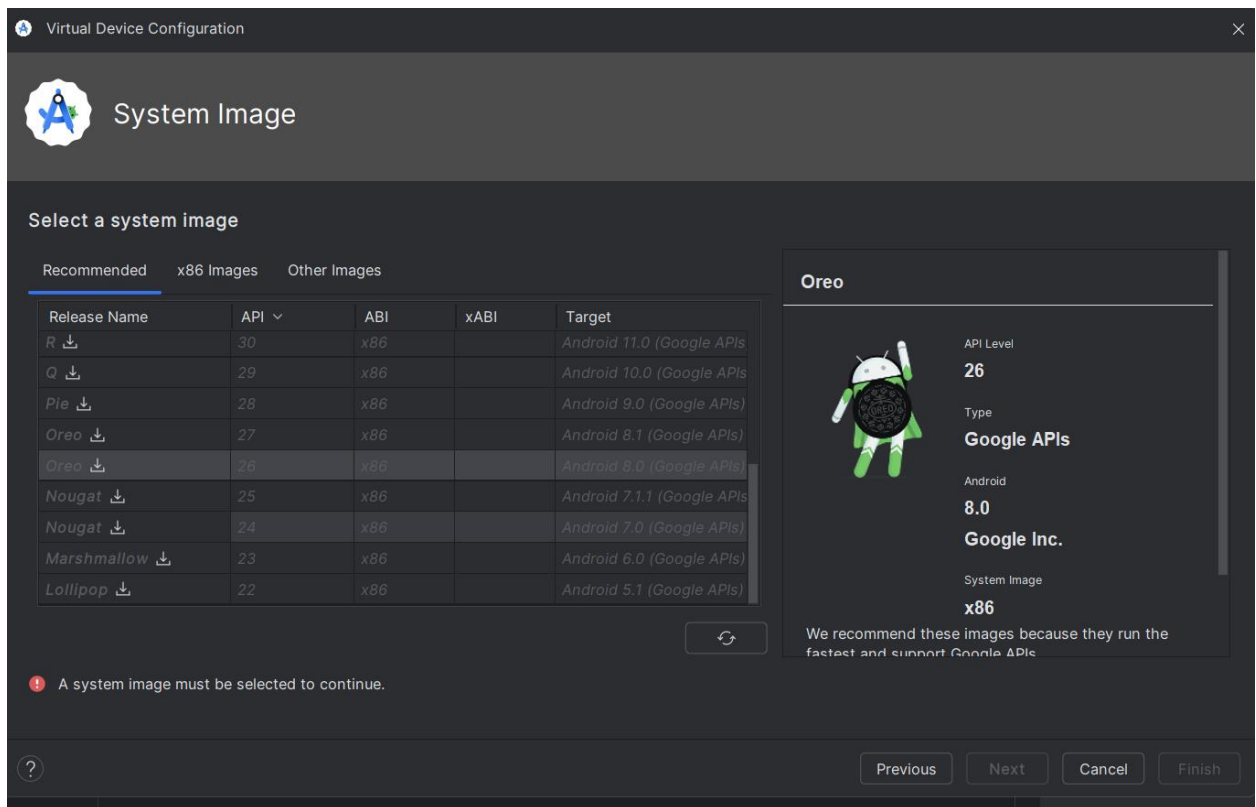 Virtual Device Configuration
System Image
Select a system image
Recommended x86 Images Other Images
Release Name API ABI xABI Target
R 30 x86 Android 11.0 (Google APIs
Q 29 x86 Android 10.0 (Google APIs
Pie 28 x86 Android 9.0 (Google APIs)
Oreo 27 x86 Android 8.1 (Google APIs)
Oreo 26 x86 Android 8.0 (Google APIs)
Nougat 25 x86 Android 7.1.1 (Google APIs
Nougat 24 x86 Android 7.0 (Google APIs)
Marshmallow 23 x86 Android 6.0 (Google APIs)
Lollipop 22 x86 Android 5.1 (Google APIs)
A system image must be selected to continue.
Oreo
OREO
API Level
26
Type
Google APIs
Android
8.0
Google Inc.
System Image
x86
We recommend these images because they run the
fastest and support Google APIs
? Previous Next Cancel Finish